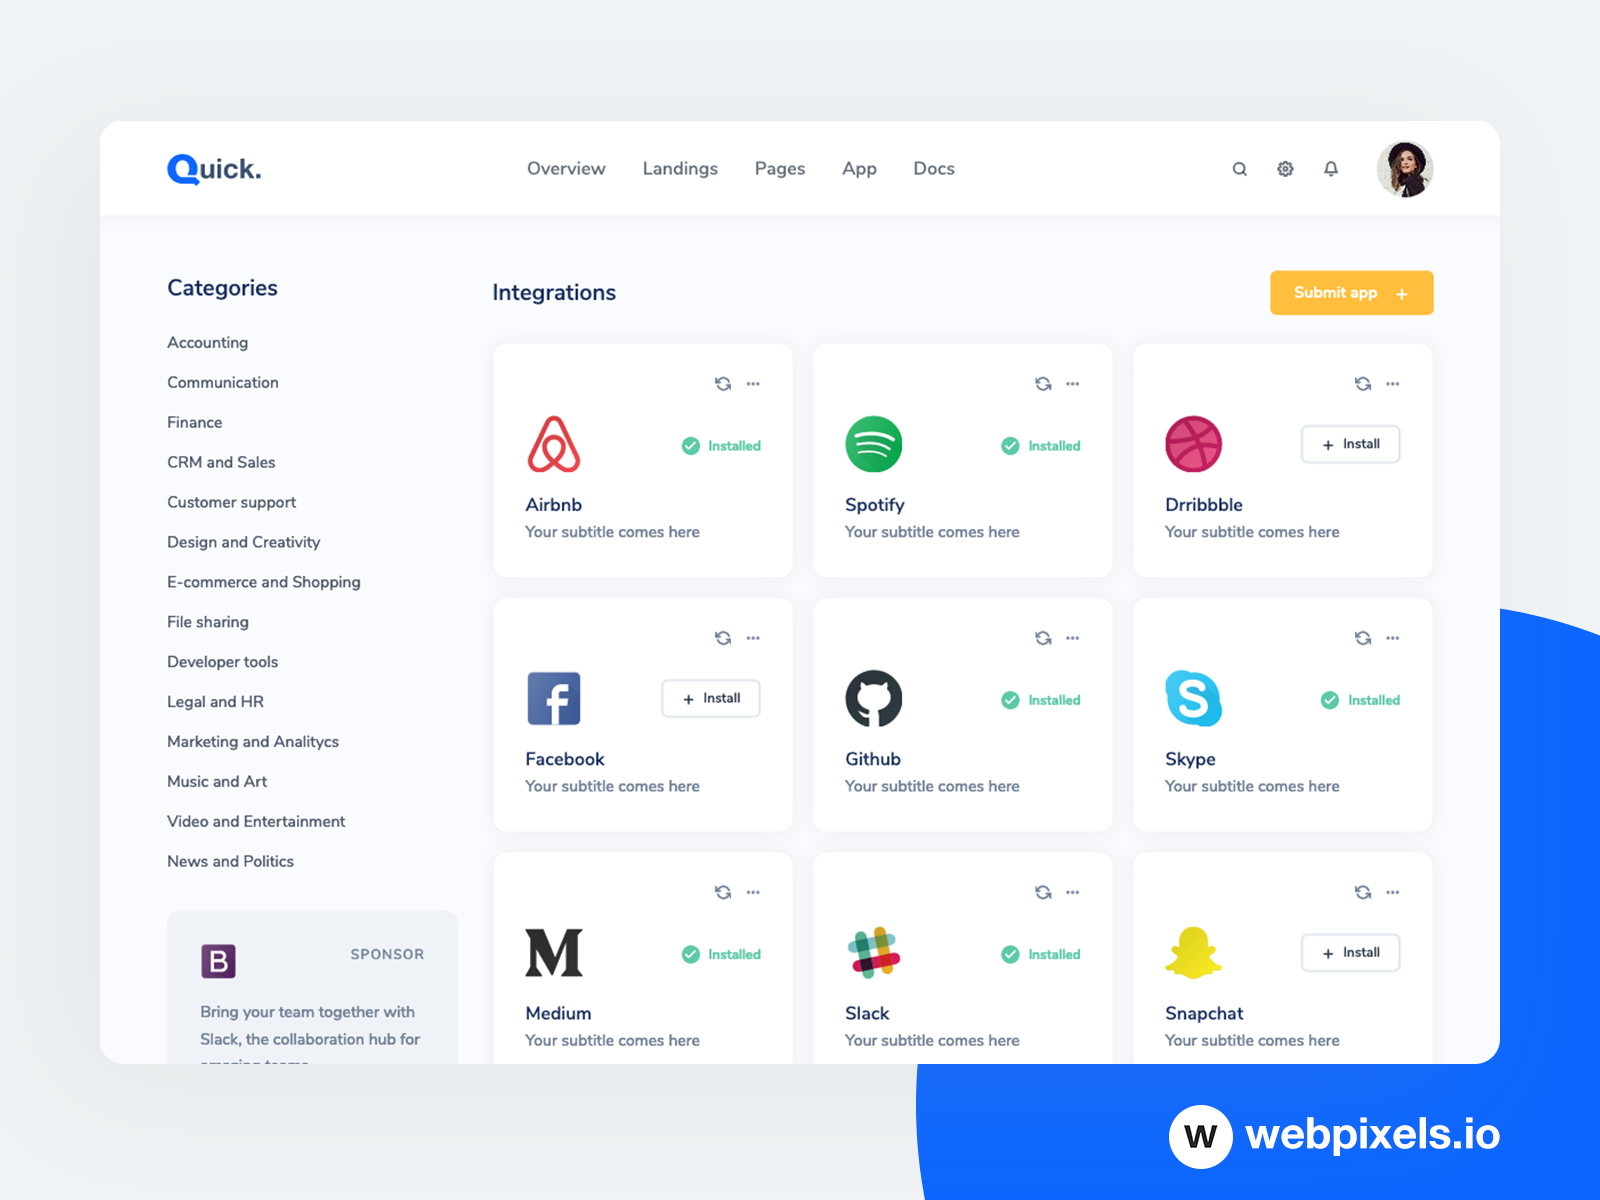 Quick.
Overview Landings Pages App Docs
Categories
Accounting
Communication
Finance
CRM and Sales
Customer support
Design and Creativity
E-commerce and Shopping
File sharing
Developer tools
Legal and HR
Marketing and Analitycs
Music and Art
Video and Entertainment
News and Politics
B SPONSOR
Bring your team together with
Slack, the collaboration hub for
Integrations
Submit app +
Installed
Airbnb
Your subtitle comes here
Installed
Spotify
Your subtitle comes here
+ Install
Drribbble
Your subtitle comes here
f
+ Install
Facebook
Your subtitle comes here
Installed
Github
Your subtitle comes here
S
Installed
Skype
Your subtitle comes here
M
Installed
Medium
Your subtitle comes here
Installed
Slack
Your subtitle comes here
+ Install
Snapchat
Your subtitle comes here
w webpixels.io